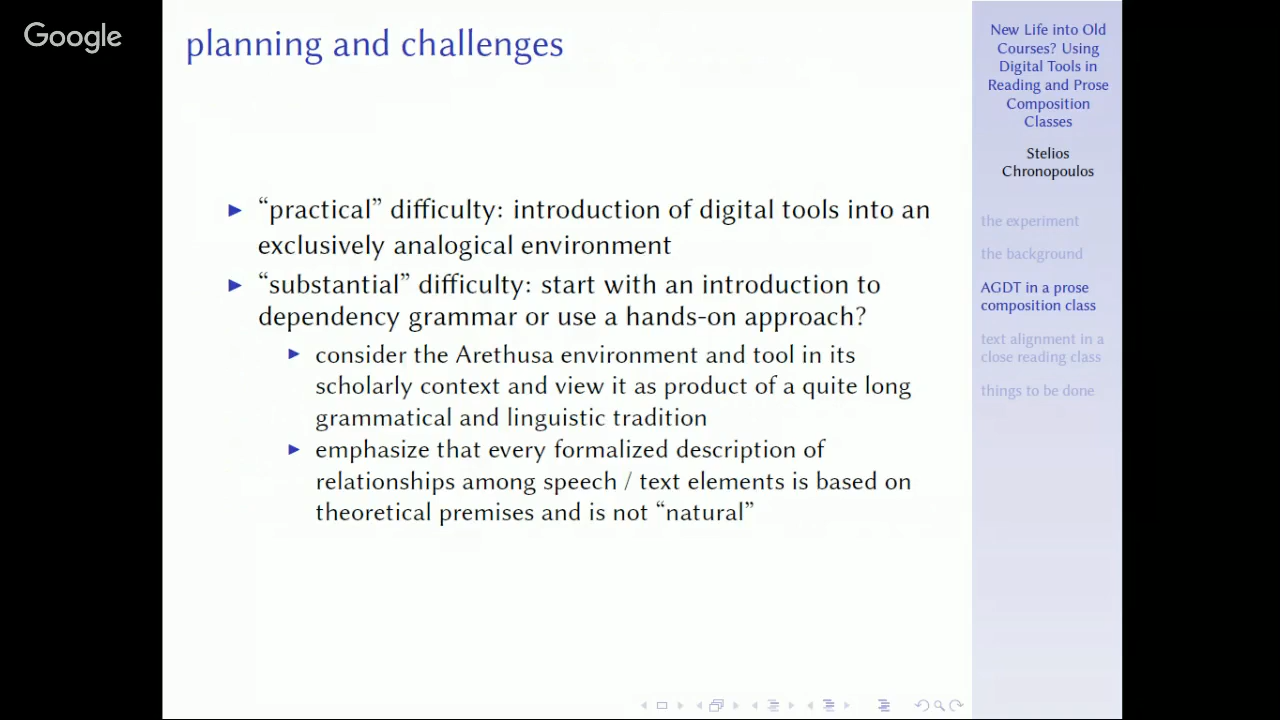 Google
planning and challenges
“practical” difficulty: introduction of digital tools into an
exclusively analogical environment
“substantial” difficulty: start with an introduction to
dependency grammar or use a hands-on approach?
consider the Arethusa environment and tool in its
scholarly context and view it as product of a quite long
grammatical and linguistic tradition
emphasize that every formalized description of
relationships among speech / text elements is based on
theoretical premises and is not “natural”
New Life into Old
Courses? Using
Digital Tools in
Reading and Prose
Composition
Classes
Stelios
Chronopoulos
the experiment
the background
AGDT in a prose
composition class
text alignment in a
close reading class
things to be done